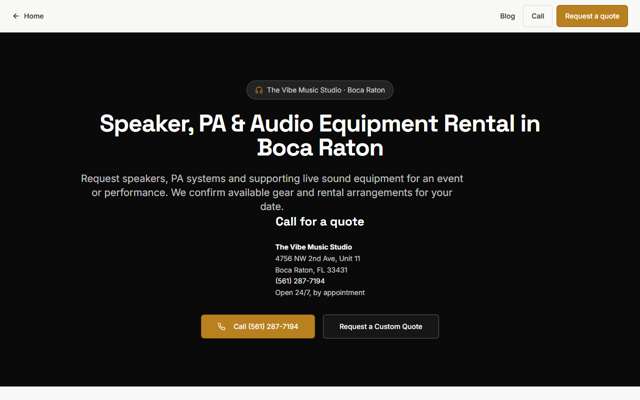 Home
Blog
Call
Request a quote
The Vibe Music Studio · Boca Raton
Speaker, PA & Audio Equipment Rental in
Boca Raton
Request speakers, PA systems and supporting live sound equipment for an event
or performance. We confirm available gear and rental arrangements for your
date.
Call for a quote
The Vibe Music Studio
4756 NW 2nd Ave, Unit 11
Boca Raton, FL 33431
(561) 287-7194
Open 24/7, by appointment
Call (561) 287-7194
Request a Custom Quote